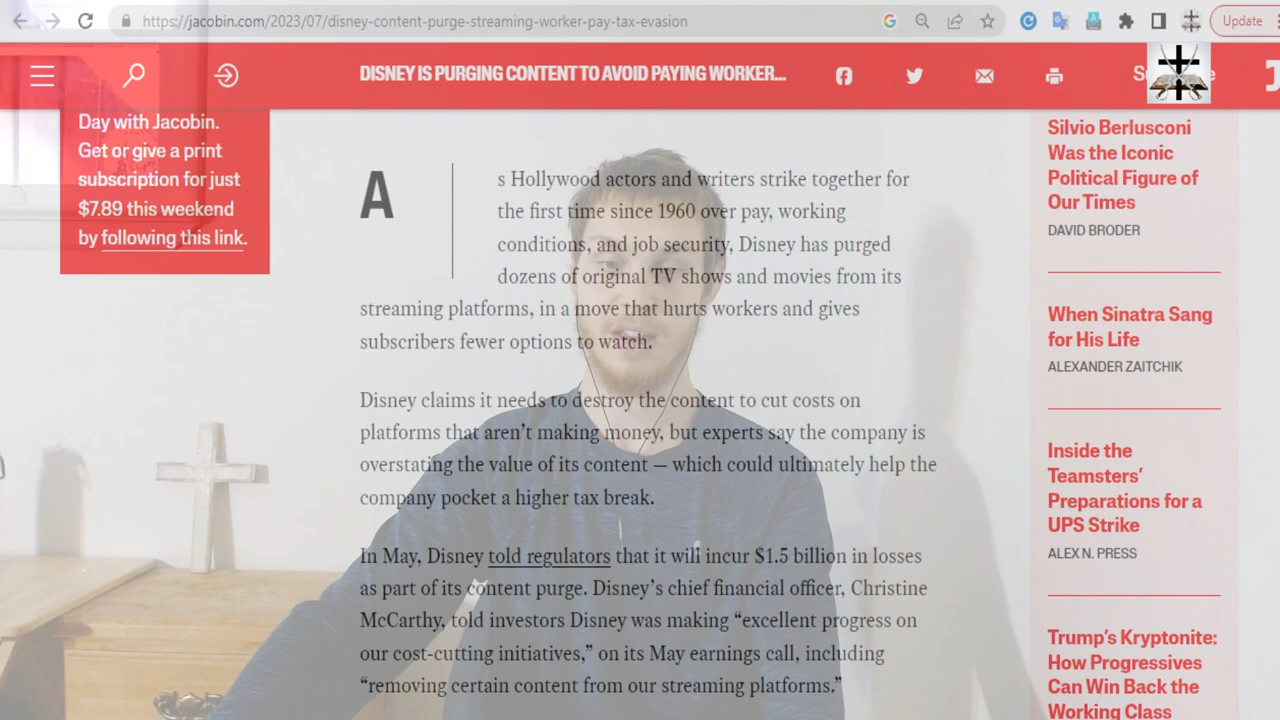 https://jacobin.com/2023/07/disney-content-purge-streaming-worker-pay-tax-evasion
Update
DISNEY IS PURGING CONTENT TO AVOID PAYING WORKER...
Day with Jacobin.
Get or give a print
subscription for just
$7.89 this weekend
by following this link.
As Hollywood actors and writers strike together for
the first time since 1960 over pay, working
conditions, and job security, Disney has purged
dozens of original TV shows and movies from its
streaming platforms, in a move that hurts workers and gives
subscribers fewer options to watch.
Disney claims it needs to destroy the content to cut costs on
platforms that aren't making money, but experts say the company is
overstating the value of its content — which could ultimately help the
company pocket a higher tax break.
In May, Disney told regulators that it will incur $1.5 billion in losses
as part of its content purge. Disney's chief financial officer, Christine
McCarthy, told investors Disney was making “excellent progress on
our cost-cutting initiatives,” on its May earnings call, including
“removing certain content from our streaming platforms.”
Silvio Berlusconi
Was the Iconic
Political Figure of
Our Times
DAVID BRODER
When Sinatra Sang
for His Life
ALEXANDER ZAITCHIK
Inside the
Teamsters'
Preparations for a
UPS Strike
ALEX N. PRESS
Trump's Kryptonite:
How Progressives
Can Win Back the
Working Class